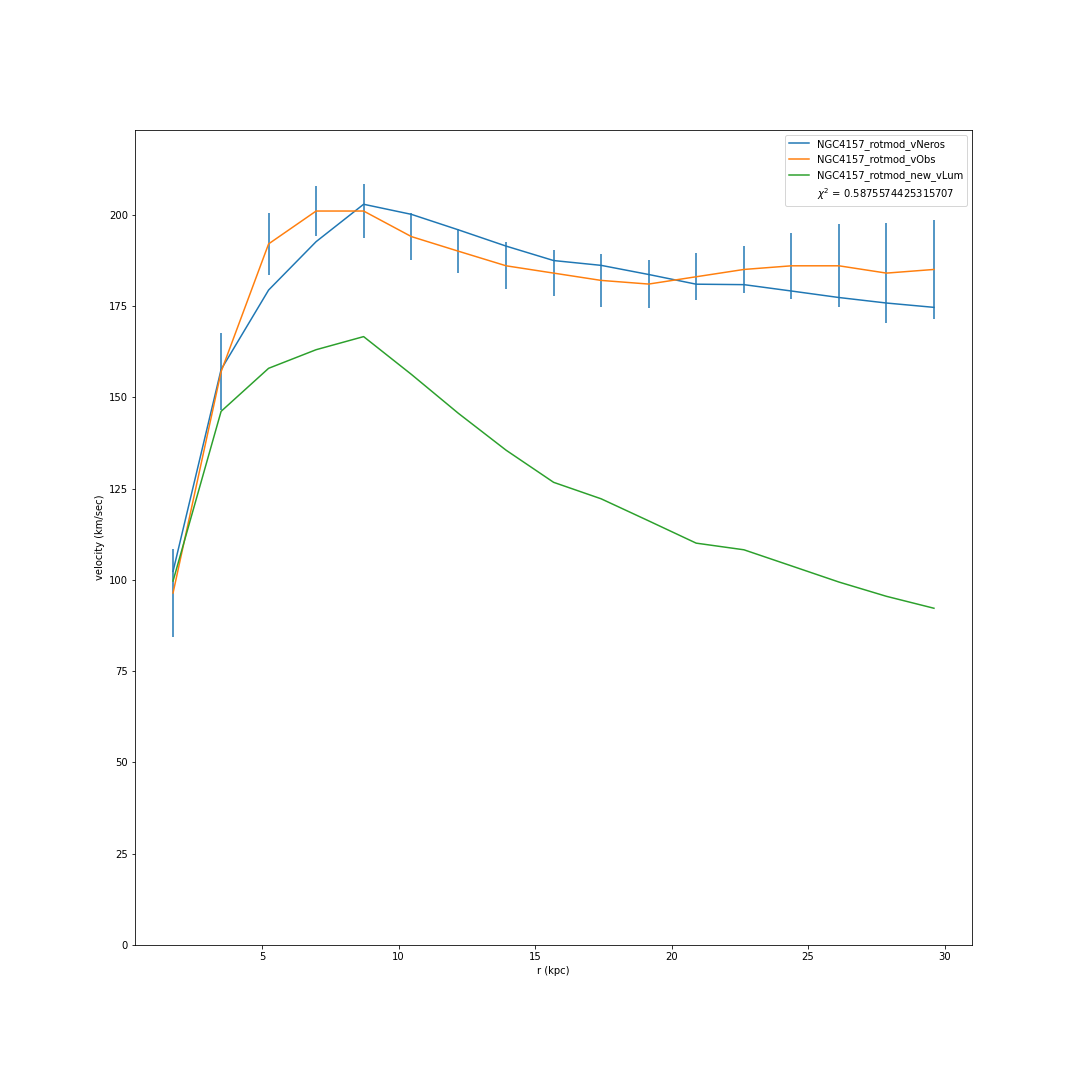 NGC4157_rotmod_vNeros
NGC4157_rotmod_vObs
NGC4157_rotmod_new_vLum
χ² = 0.5875574425315707
200
175
150
125
100
75
50
25
0
velocity (km/sec)
5 10 15 20 25 30
r (kpc)